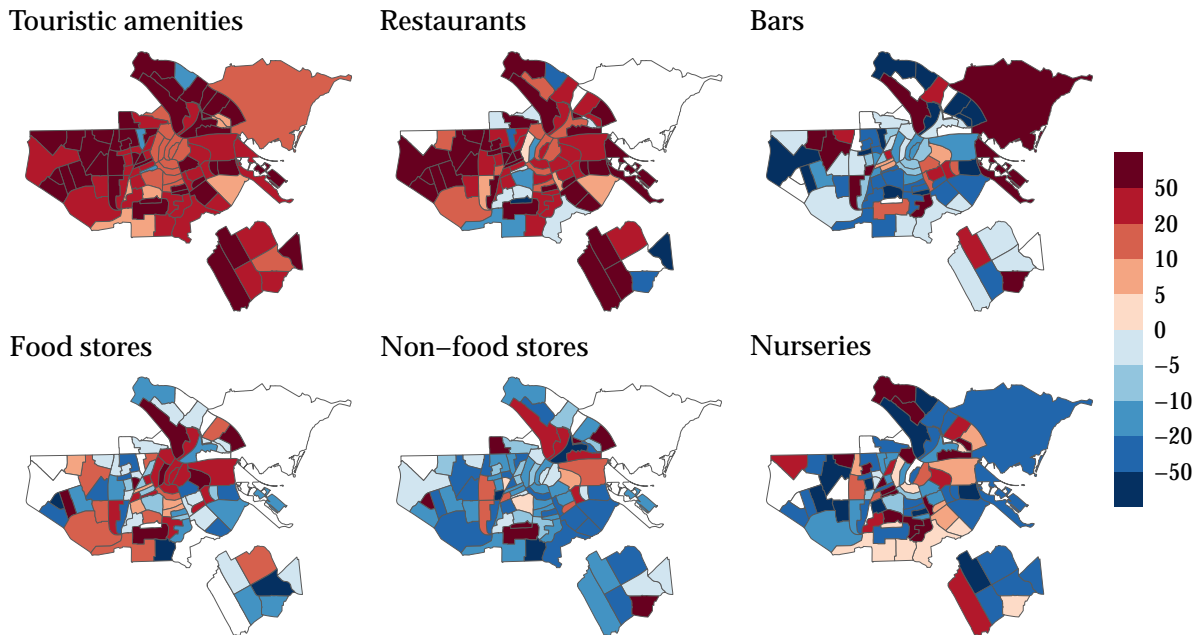 Touristic amenities
Restaurants
Bars
Food stores
Non−food stores
Nurseries
50
20
10
5
0
−5
−10
−20
−50